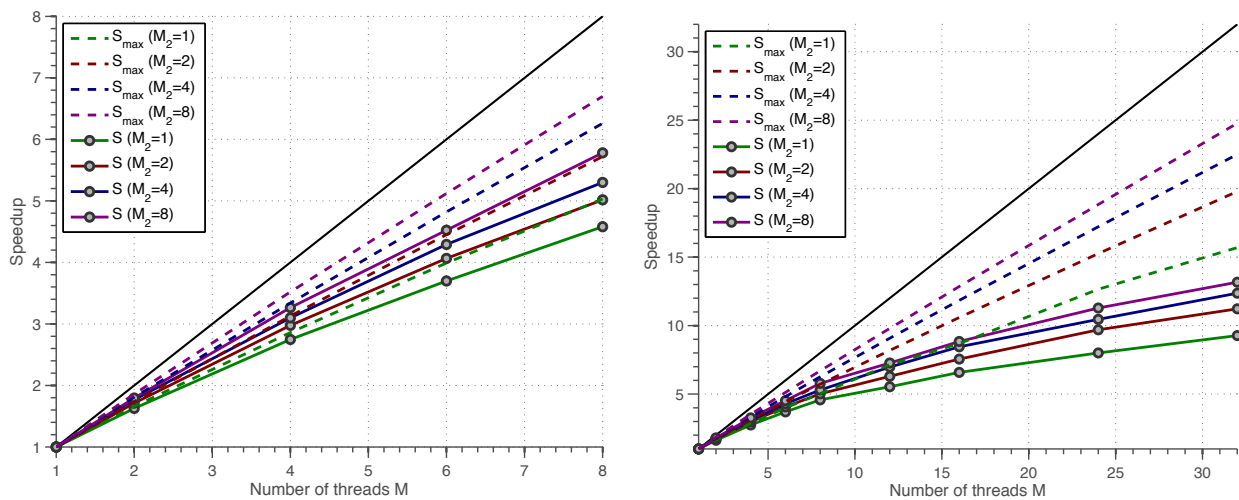 8
7
6
5
4
3
2
1
Speedup
S_max (M_2=1)
S_max (M_2=2)
S_max (M_2=4)
S_max (M_2=8)
S (M_2=1)
S (M_2=2)
S (M_2=4)
S (M_2=8)
1 2 3 4 5 6 7 8
Number of threads M
30
25
20
15
10
5
Speedup
S_max (M_2=1)
S_max (M_2=2)
S_max (M_2=4)
S_max (M_2=8)
S (M_2=1)
S (M_2=2)
S (M_2=4)
S (M_2=8)
5 10 15 20 25 30
Number of threads M